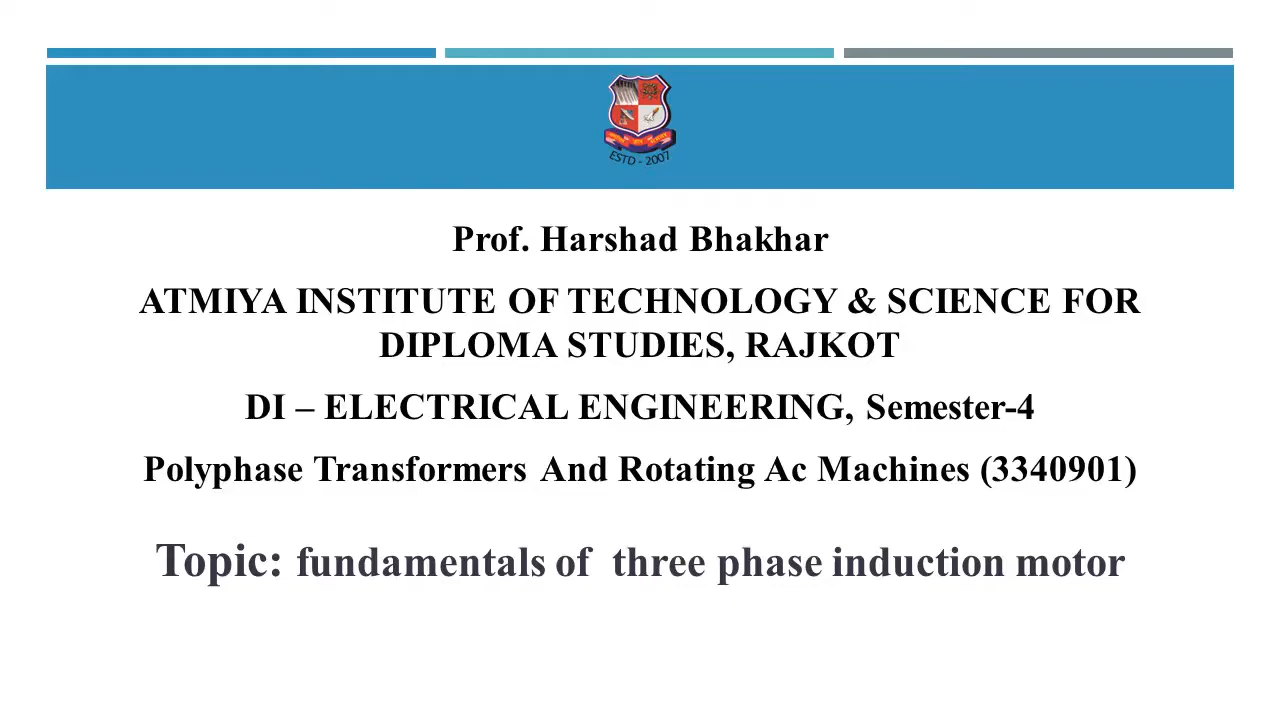 ESTD - 2007
Prof. Harshad Bhakhar
ATMIYA INSTITUTE OF TECHNOLOGY & SCIENCE FOR
DIPLOMA STUDIES, RAJKOT
DI – ELECTRICAL ENGINEERING, Semester-4
Polyphase Transformers And Rotating Ac Machines (3340901)
Topic: fundamentals of three phase induction motor